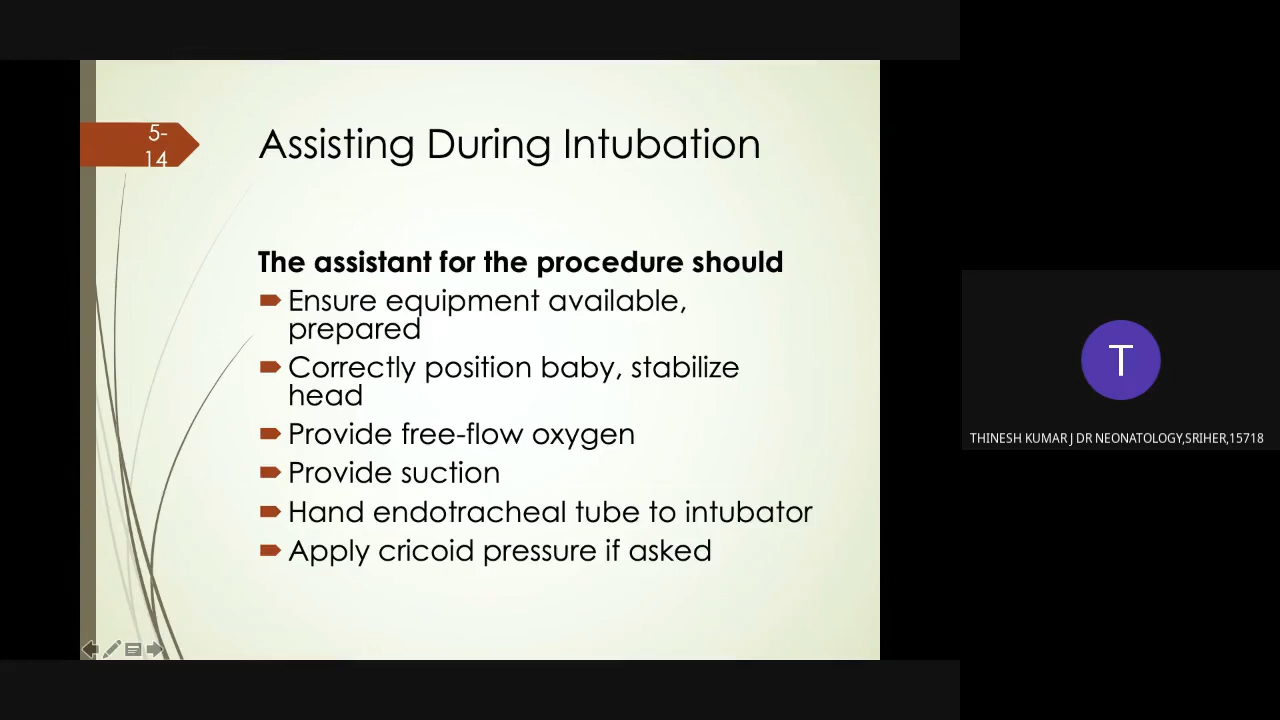 5-
14
Assisting During Intubation
The assistant for the procedure should
Ensure equipment available,
prepared
Correctly position baby, stabilize
head
Provide free-flow oxygen
Provide suction
Hand endotracheal tube to intubator
Apply cricoid pressure if asked
T
THINESH KUMAR J DR NEONATOLOGY,SRIHER,15718